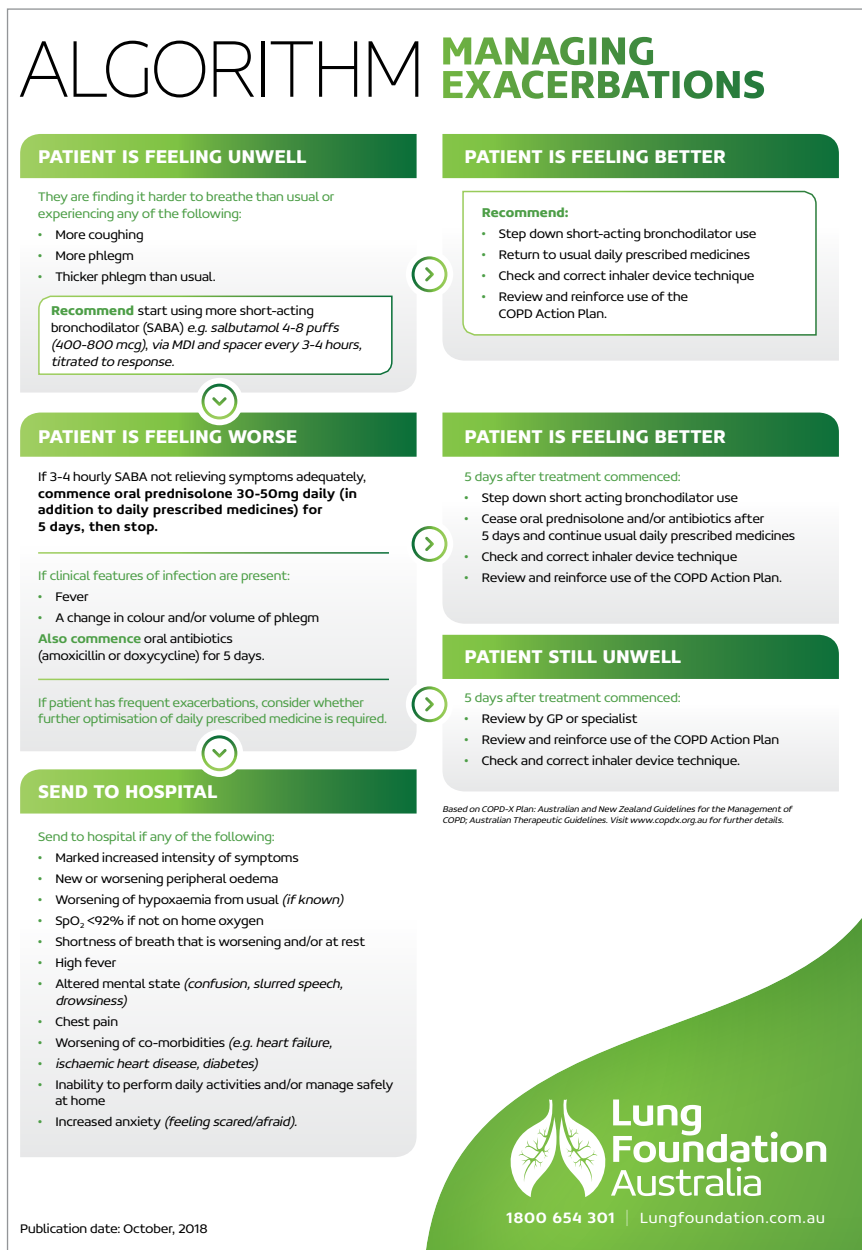 ALGORITHM MANAGING
EXACERBATIONS
PATIENT IS FEELING UNWELL
They are finding it harder to breathe than usual or
experiencing any of the following:
• More coughing
• More phlegm
• Thicker phlegm than usual.
Recommend start using more short-acting
bronchodilator (SABA) e.g. salbutamol 4-8 puffs
(400-800 mcg), via MDI and spacer every 3-4 hours,
titrated to response.
PATIENT IS FEELING BETTER
Recommend:
• Step down short-acting bronchodilator use
• Return to usual daily prescribed medicines
• Check and correct inhaler device technique
• Review and reinforce use of the
COPD Action Plan.
PATIENT IS FEELING WORSE
If 3-4 hourly SABA not relieving symptoms adequately,
commence oral prednisolone 30-50mg daily (in
addition to daily prescribed medicines) for
5 days, then stop.
If clinical features of infection are present:
• Fever
• A change in colour and/or volume of phlegm
Also commence oral antibiotics
(amoxicillin or doxycycline) for 5 days.
If patient has frequent exacerbations, consider whether
further optimisation of daily prescribed medicine is required.
PATIENT IS FEELING BETTER
5 days after treatment commenced:
• Step down short acting bronchodilator use
• Cease oral prednisolone and/or antibiotics after
5 days and continue usual daily prescribed medicines
• Check and correct inhaler device technique
• Review and reinforce use of the COPD Action Plan.
PATIENT STILL UNWELL
5 days after treatment commenced:
• Review by GP or specialist
• Review and reinforce use of the COPD Action Plan
• Check and correct inhaler device technique.
Based on COPD-X Plan: Australian and New Zealand Guidelines for the Management of
COPD; Australian Therapeutic Guidelines. Visit www.copdx.org.au for further details.
SEND TO HOSPITAL
Send to hospital if any of the following:
• Marked increased intensity of symptoms
• New or worsening peripheral oedema
• Worsening of hypoxaemia from usual (if known)
• SpO₂ <92% if not on home oxygen
• Shortness of breath that is worsening and/or at rest
• High fever
• Altered mental state (confusion, slurred speech,
drowsiness)
• Chest pain
• Worsening of co-morbidities (e.g. heart failure,
• ischaemic heart disease, diabetes)
• Inability to perform daily activities and/or manage safely
at home
• Increased anxiety (feeling scared/afraid).
Lung
Foundation
Australia
1800 654 301 | Lungfoundation.com.au
Publication date: October, 2018